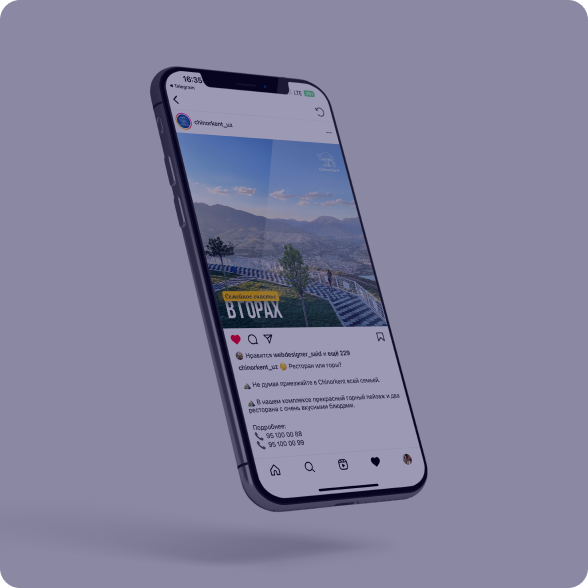 16:35
LTE
Telegram
chinorkent_uz
Семейное счастье
В ГОРАХ
Нравится webdesigner_said и ещё 229
chinorkent_uz 🤔 Ресторан или горы?
⛰ Не думая приезжайте в Chinorkent всей семьей.
⛰ В нашем комплексе прекрасный горный пейзаж и два
ресторана с очень вкусными блюдами.
Подробнее:
📞 95 100 00 88
📞 95 100 00 99